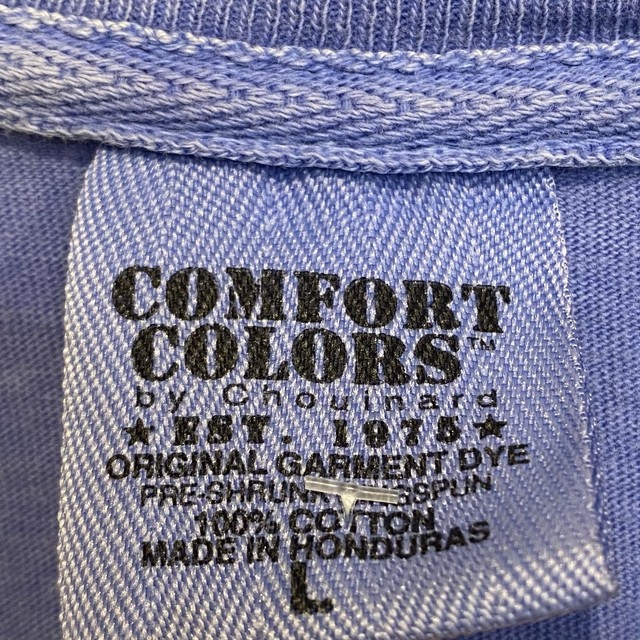 COMFORT
COLORS™
by Chouinard
★ EST. 1975 ★
ORIGINAL GARMENT DYE
PRE-SHRUNK
100% COTTON
MADE IN HONDURAS
L